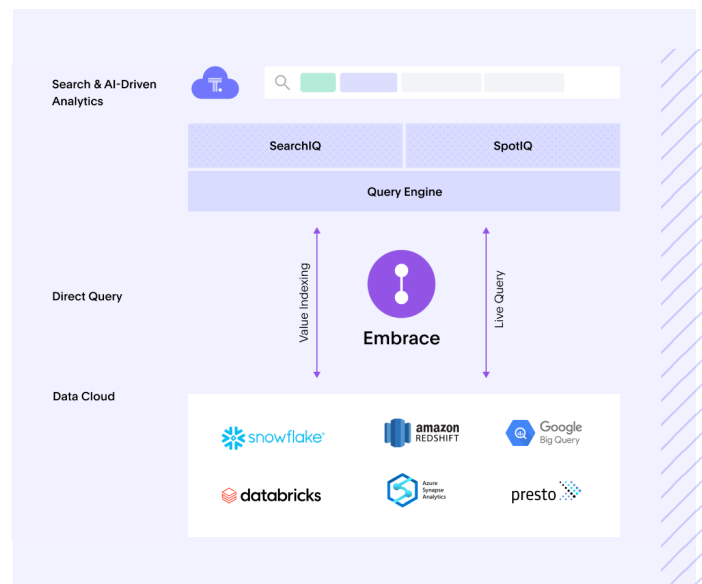 Search & AI-Driven
Analytics
T.
SearchIQ
SpotIQ
Query Engine
Direct Query
Value Indexing
Live Query
Embrace
Data Cloud
snowflake®
amazon
REDSHIFT
Google
Big Query
databricks
Azure
Synapse
Analytics
presto